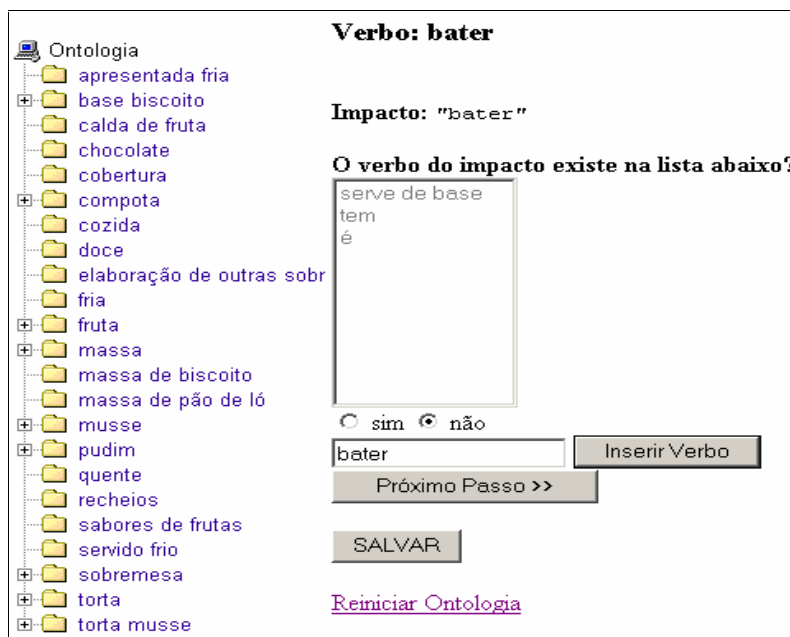 Ontologia
apresentada fria
base biscoito
calda de fruta
chocolate
cobertura
compota
cozida
doce
elaboração de outras sobr
fria
fruta
massa
massa de biscoito
massa de pão de ló
musse
pudim
quente
recheios
sabores de frutas
servido frio
sobremesa
torta
torta musse
Verbo: bater
Impacto: "bater"
O verbo do impacto existe na lista abaixo?
serve de base
tem
é
sim não
bater Inserir Verbo
Próximo Passo >>
SALVAR
Reiniciar Ontologia